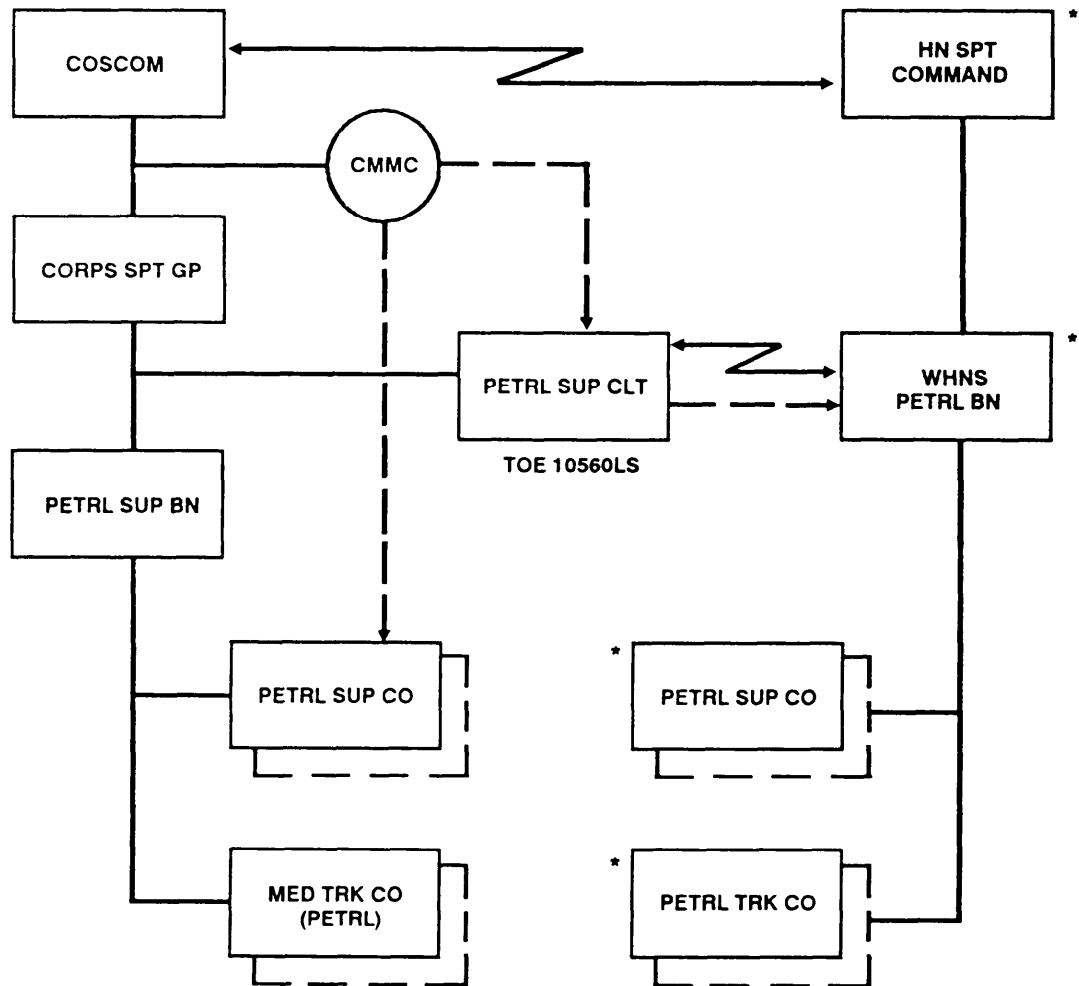 COSCOM
*
HN SPT
COMMAND
CMMC
CORPS SPT GP
PETRL SUP CLT
TOE 10560LS
*
WHNS
PETRL BN
PETRL SUP BN
PETRL SUP CO
*
PETRL SUP CO
MED TRK CO
(PETRL)
*
PETRL TRK CO